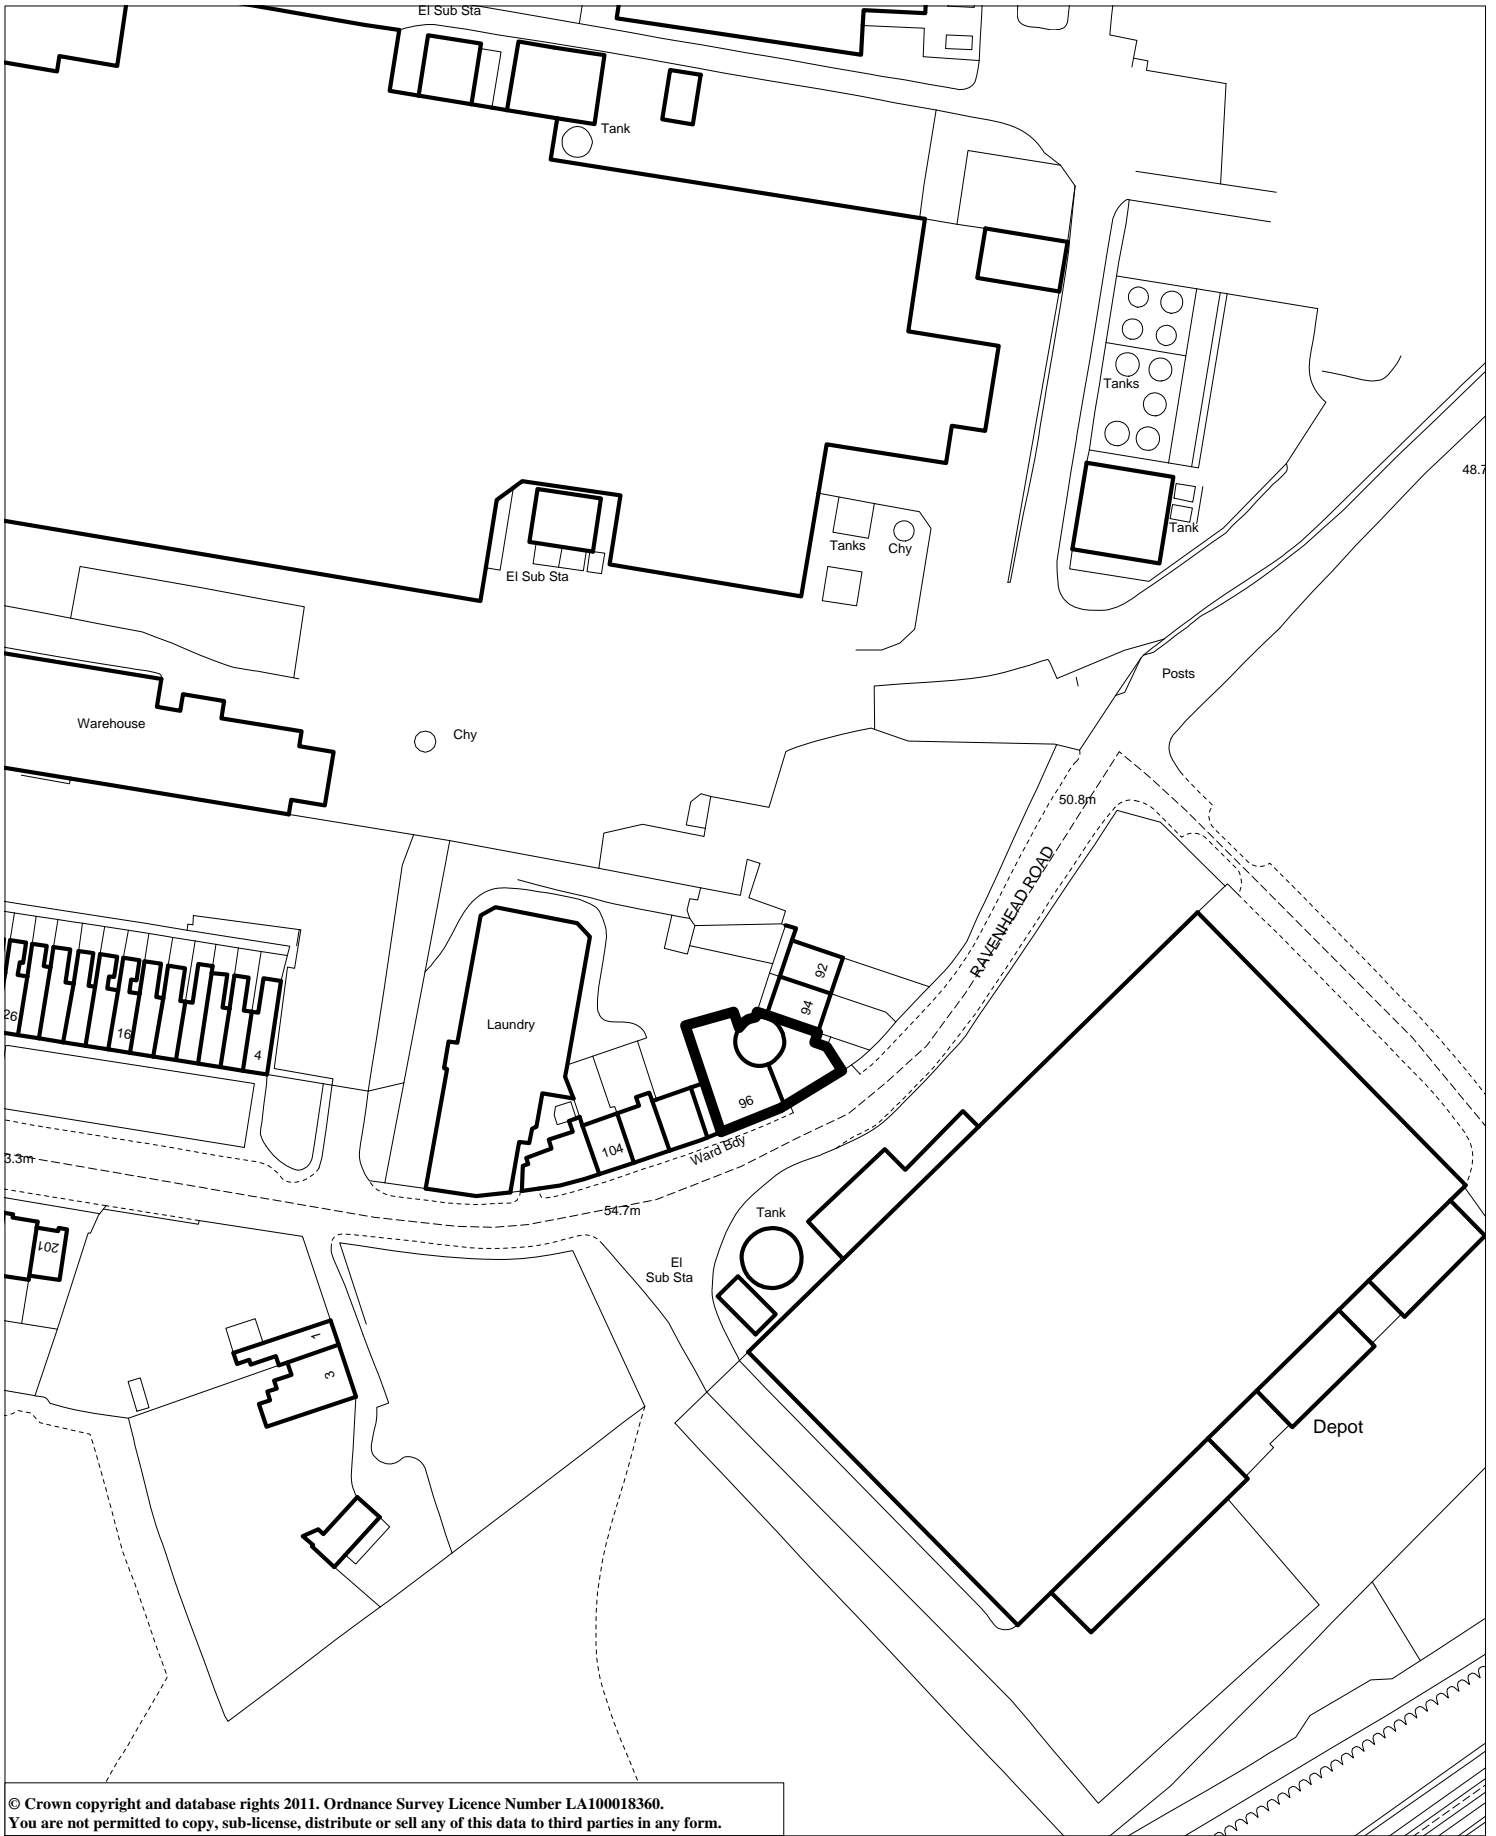 El Sub Sta
Tank
Tanks
48.7
Tank
Tanks
Chy
El Sub Sta
Posts
Warehouse
Chy
50.8m
RAVENHEAD ROAD
92
94
26
16
4
Laundry
96
104
Ward Bdy
3.3m
54.7m
Tank
201
El
Sub Sta
1
3
Depot
© Crown copyright and database rights 2011. Ordnance Survey Licence Number LA100018360.
You are not permitted to copy, sub-license, distribute or sell any of this data to third parties in any form.